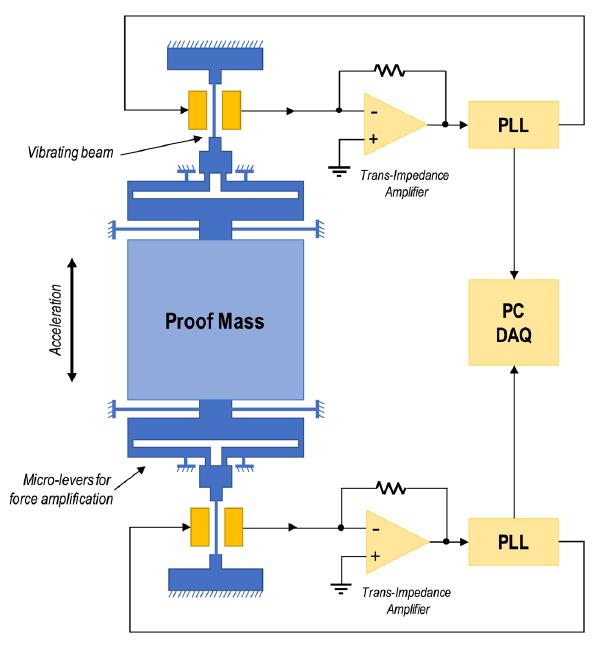 Vibrating beam
-
+
Trans-Impedance
Amplifier
PLL
Acceleration
Proof Mass
PC
DAQ
Micro-levers for
force amplification
-
+
Trans-Impedance
Amplifier
PLL